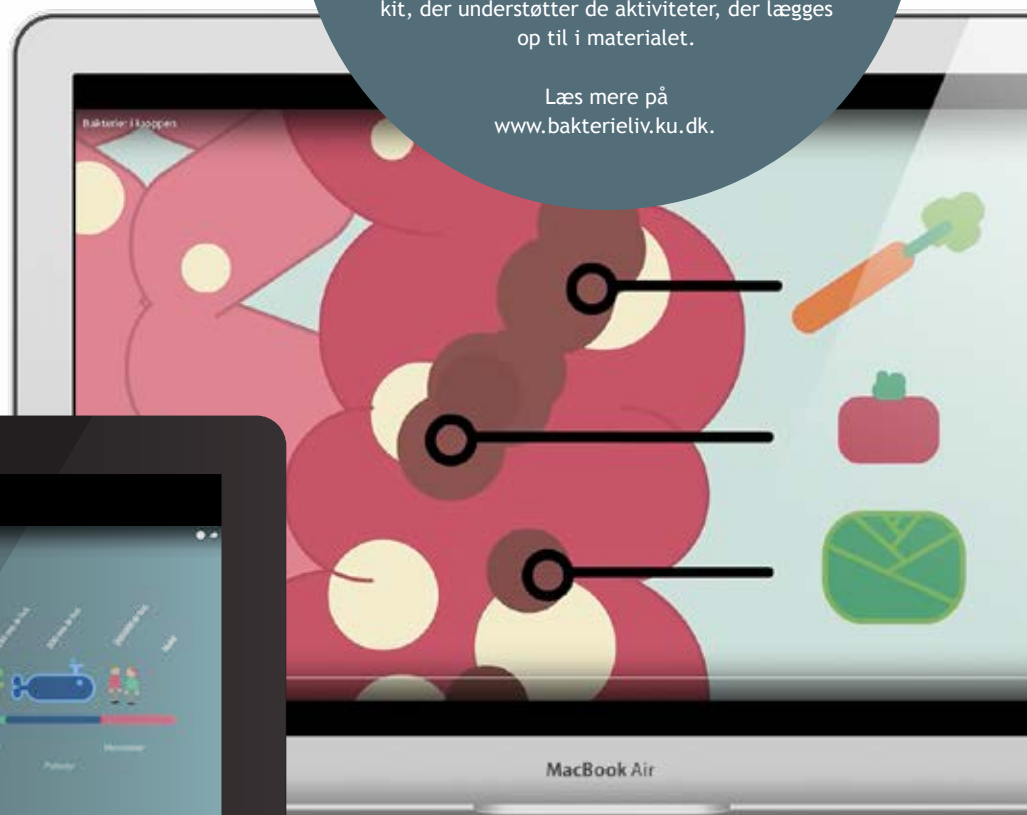 kit, der understøtter de aktiviteter, der lægges
op til i materialet.
Læs mere på
www.bakterieliv.ku.dk.
Bakterier i kroppen
MacBook Air